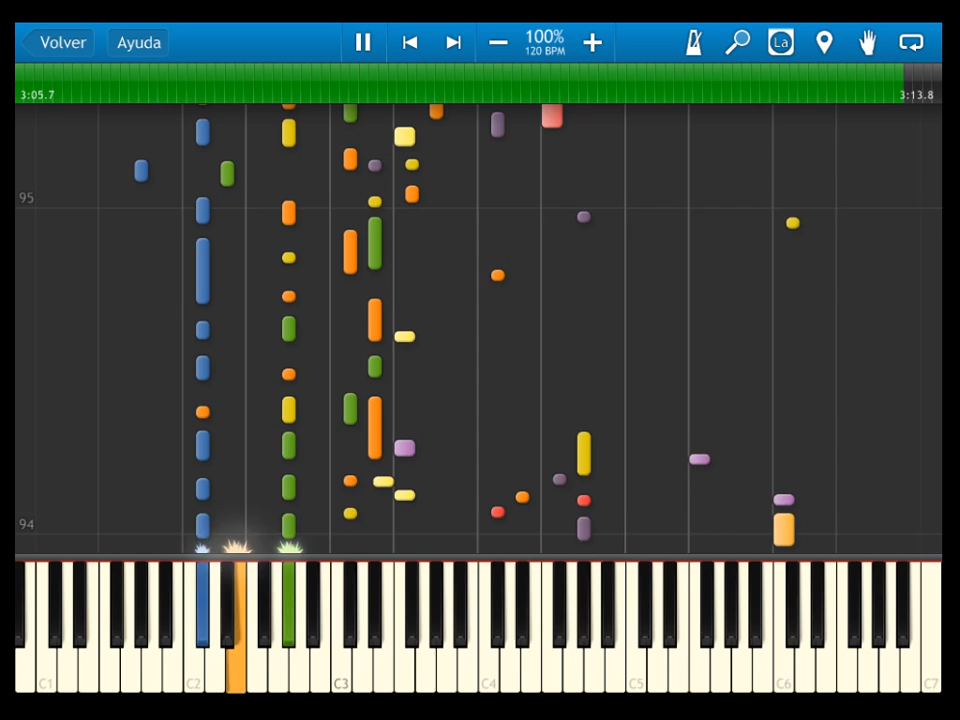 Volver
Ayuda
100%
120 BPM
La
3:05.7
3:13.8
95
94
C1
C2
C3
C4
C5
C6
C7